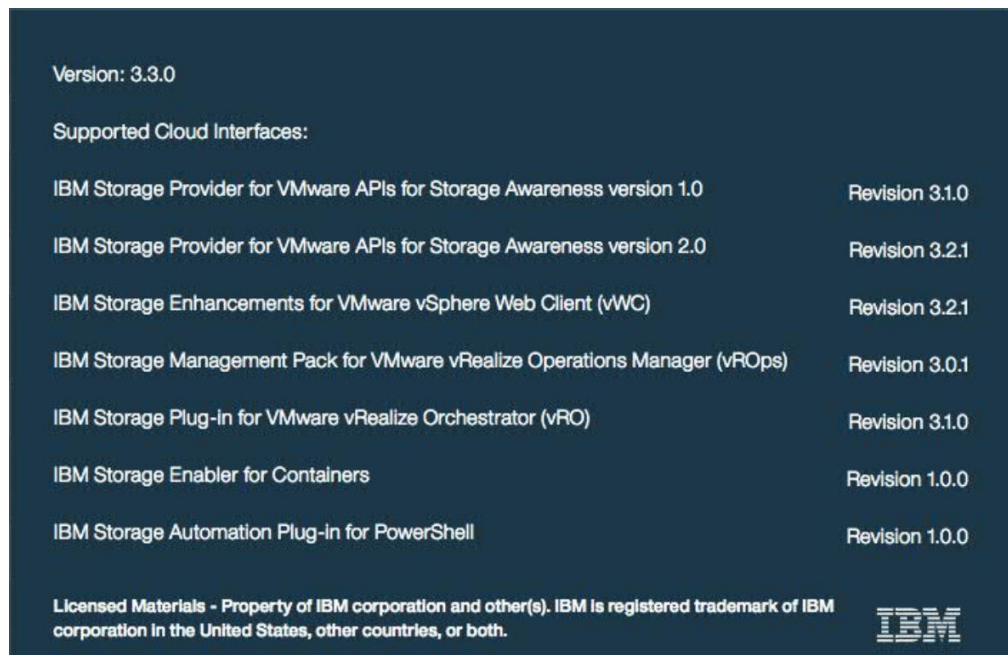 Version: 3.3.0
Supported Cloud Interfaces:
IBM Storage Provider for VMware APIs for Storage Awareness version 1.0 Revision 3.1.0
IBM Storage Provider for VMware APIs for Storage Awareness version 2.0 Revision 3.2.1
IBM Storage Enhancements for VMware vSphere Web Client (vWC) Revision 3.2.1
IBM Storage Management Pack for VMware vRealize Operations Manager (vROps) Revision 3.0.1
IBM Storage Plug-in for VMware vRealize Orchestrator (vRO) Revision 3.1.0
IBM Storage Enabler for Containers Revision 1.0.0
IBM Storage Automation Plug-in for PowerShell Revision 1.0.0
Licensed Materials - Property of IBM corporation and other(s). IBM is registered trademark of IBM
corporation in the United States, other countries, or both.
IBM